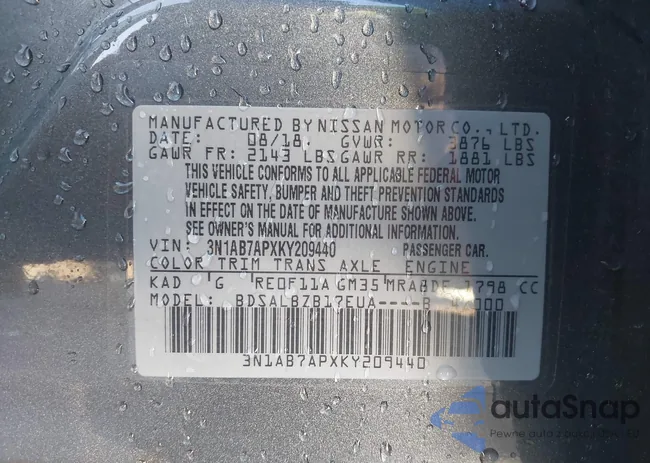 MANUFACTURED BY NISSAN MOTOR CO., LTD.
DATE: 08/18 GVWR: 3876 LBS
GAWR FR: 2143 LBS GAWR RR: 1881 LBS
THIS VEHICLE CONFORMS TO ALL APPLICABLE FEDERAL MOTOR
VEHICLE SAFETY, BUMPER AND THEFT PREVENTION STANDARDS
IN EFFECT ON THE DATE OF MANUFACTURE SHOWN ABOVE.
SEE OWNER'S MANUAL FOR ADDITIONAL INFORMATION.
VIN: 3N1AB7APXKY209440 PASSENGER CAR.
COLOR TRIM TRANS AXLE ENGINE
KAD G RE0F11A GM35 MRA8DE 1798 CC
MODEL: BDSALBZB17EUA----B
3N1AB7APXKY209440
autaSnap
Pewne auta z